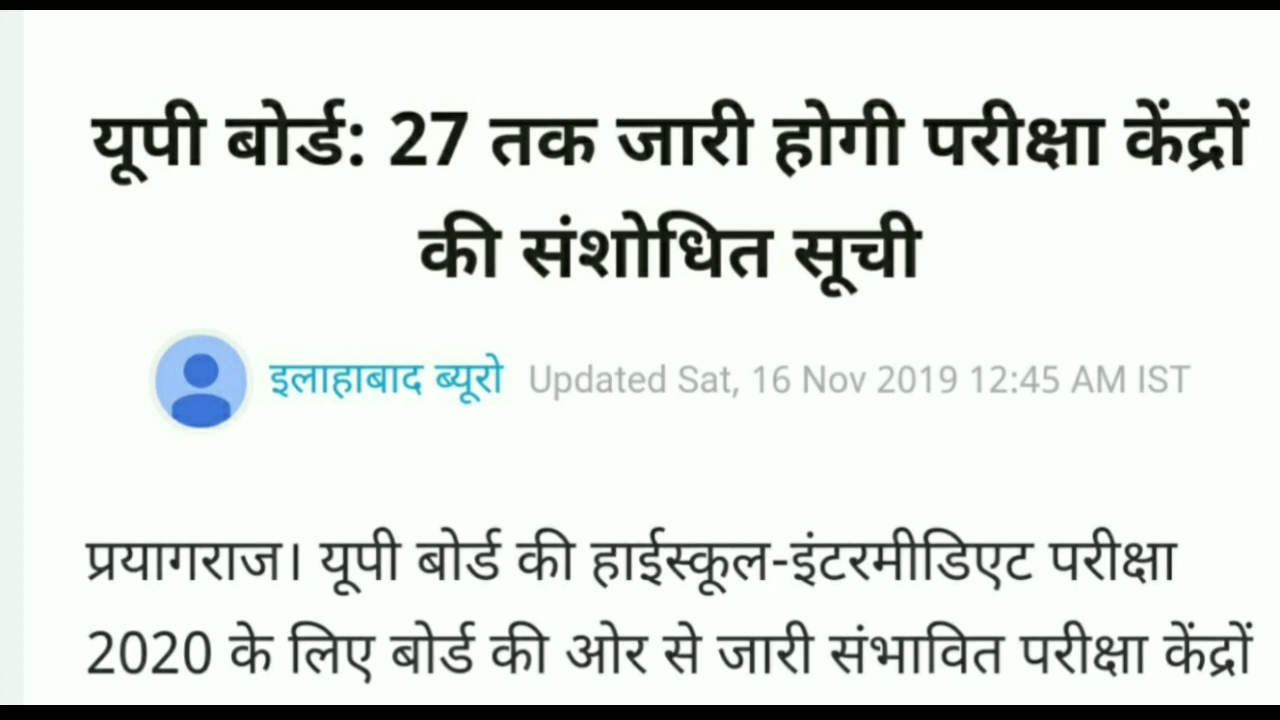 यूपी बोर्ड: 27 तक जारी होगी परीक्षा केंद्रों
की संशोधित सूची
इलाहाबाद ब्यूरो Updated Sat, 16 Nov 2019 12:45 AM IST
प्रयागराज। यूपी बोर्ड की हाईस्कूल-इंटरमीडिएट परीक्षा
2020 के लिए बोर्ड की ओर से जारी संभावित परीक्षा केंद्रों